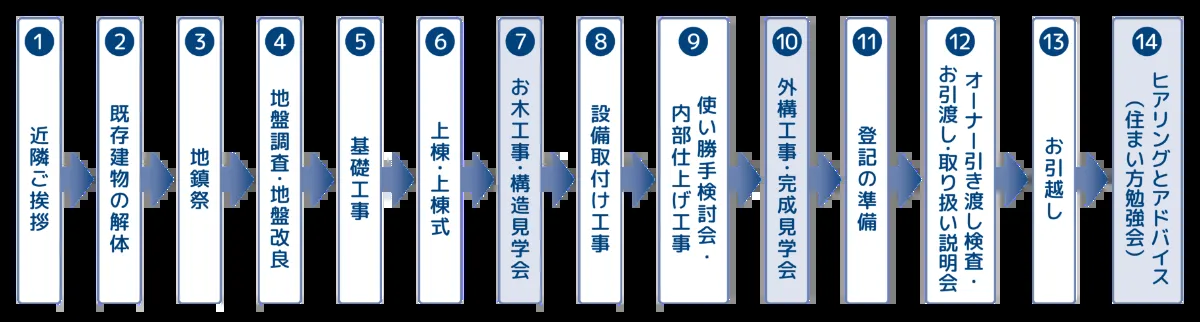 1
近隣ご挨拶
2
既存建物の解体
3
地鎮祭
4
地盤調査・地盤改良
5
基礎工事
6
上棟・上棟式
7
お木工事・構造見学会
8
設備取付け工事
9
使い勝手検討会・
内部仕上げ工事
10
外構工事・完成見学会
11
登記の準備
12
オーナー引き渡し検査・
お引渡し・取り扱い説明会
13
お引越し
14
ヒアリングとアドバイス
(住まい方勉強会)